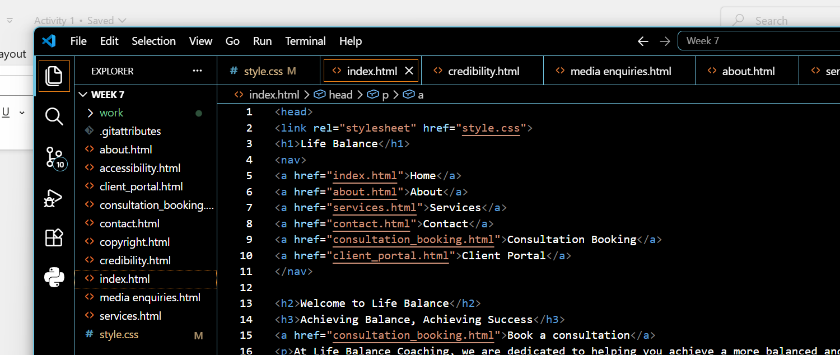 Activity 1 • Saved
Search
ayout
U
File Edit Selection View Go Run Terminal Help
Week 7
EXPLORER ...
# style.css M
<> index.html ×
<> credibility.html
<> media enquiries.html
<> about.html
<> ser
WEEK 7
work
.gitattributes
<> about.html
<> accessibility.html
<> client_portal.html
<> consultation_booking....
<> contact.html
<> copyright.html
<> credibility.html
<> index.html
<> media enquiries.html
<> services.html
# style.css M
10
<> index.html > head > p > a
1 <head>
2 <link rel="stylesheet" href="style.css">
3 <h1>Life Balance</h1>
4 <nav>
5 <a href="index.html">Home</a>
6 <a href="about.html">About</a>
7 <a href="services.html">Services</a>
8 <a href="contact.html">Contact</a>
9 <a href="consultation_booking.html">Consultation Booking</a>
10 <a href="client_portal.html">Client Portal</a>
11 </nav>
12
13 <h2>Welcome to Life Balance</h2>
14 <h3>Achieving Balance, Achieving Success</h3>
15 <a href="consultation_booking.html">Book a consultation</a>
16 <p>At Life Balance Coaching, we are dedicated to helping you achieve a more balanced and